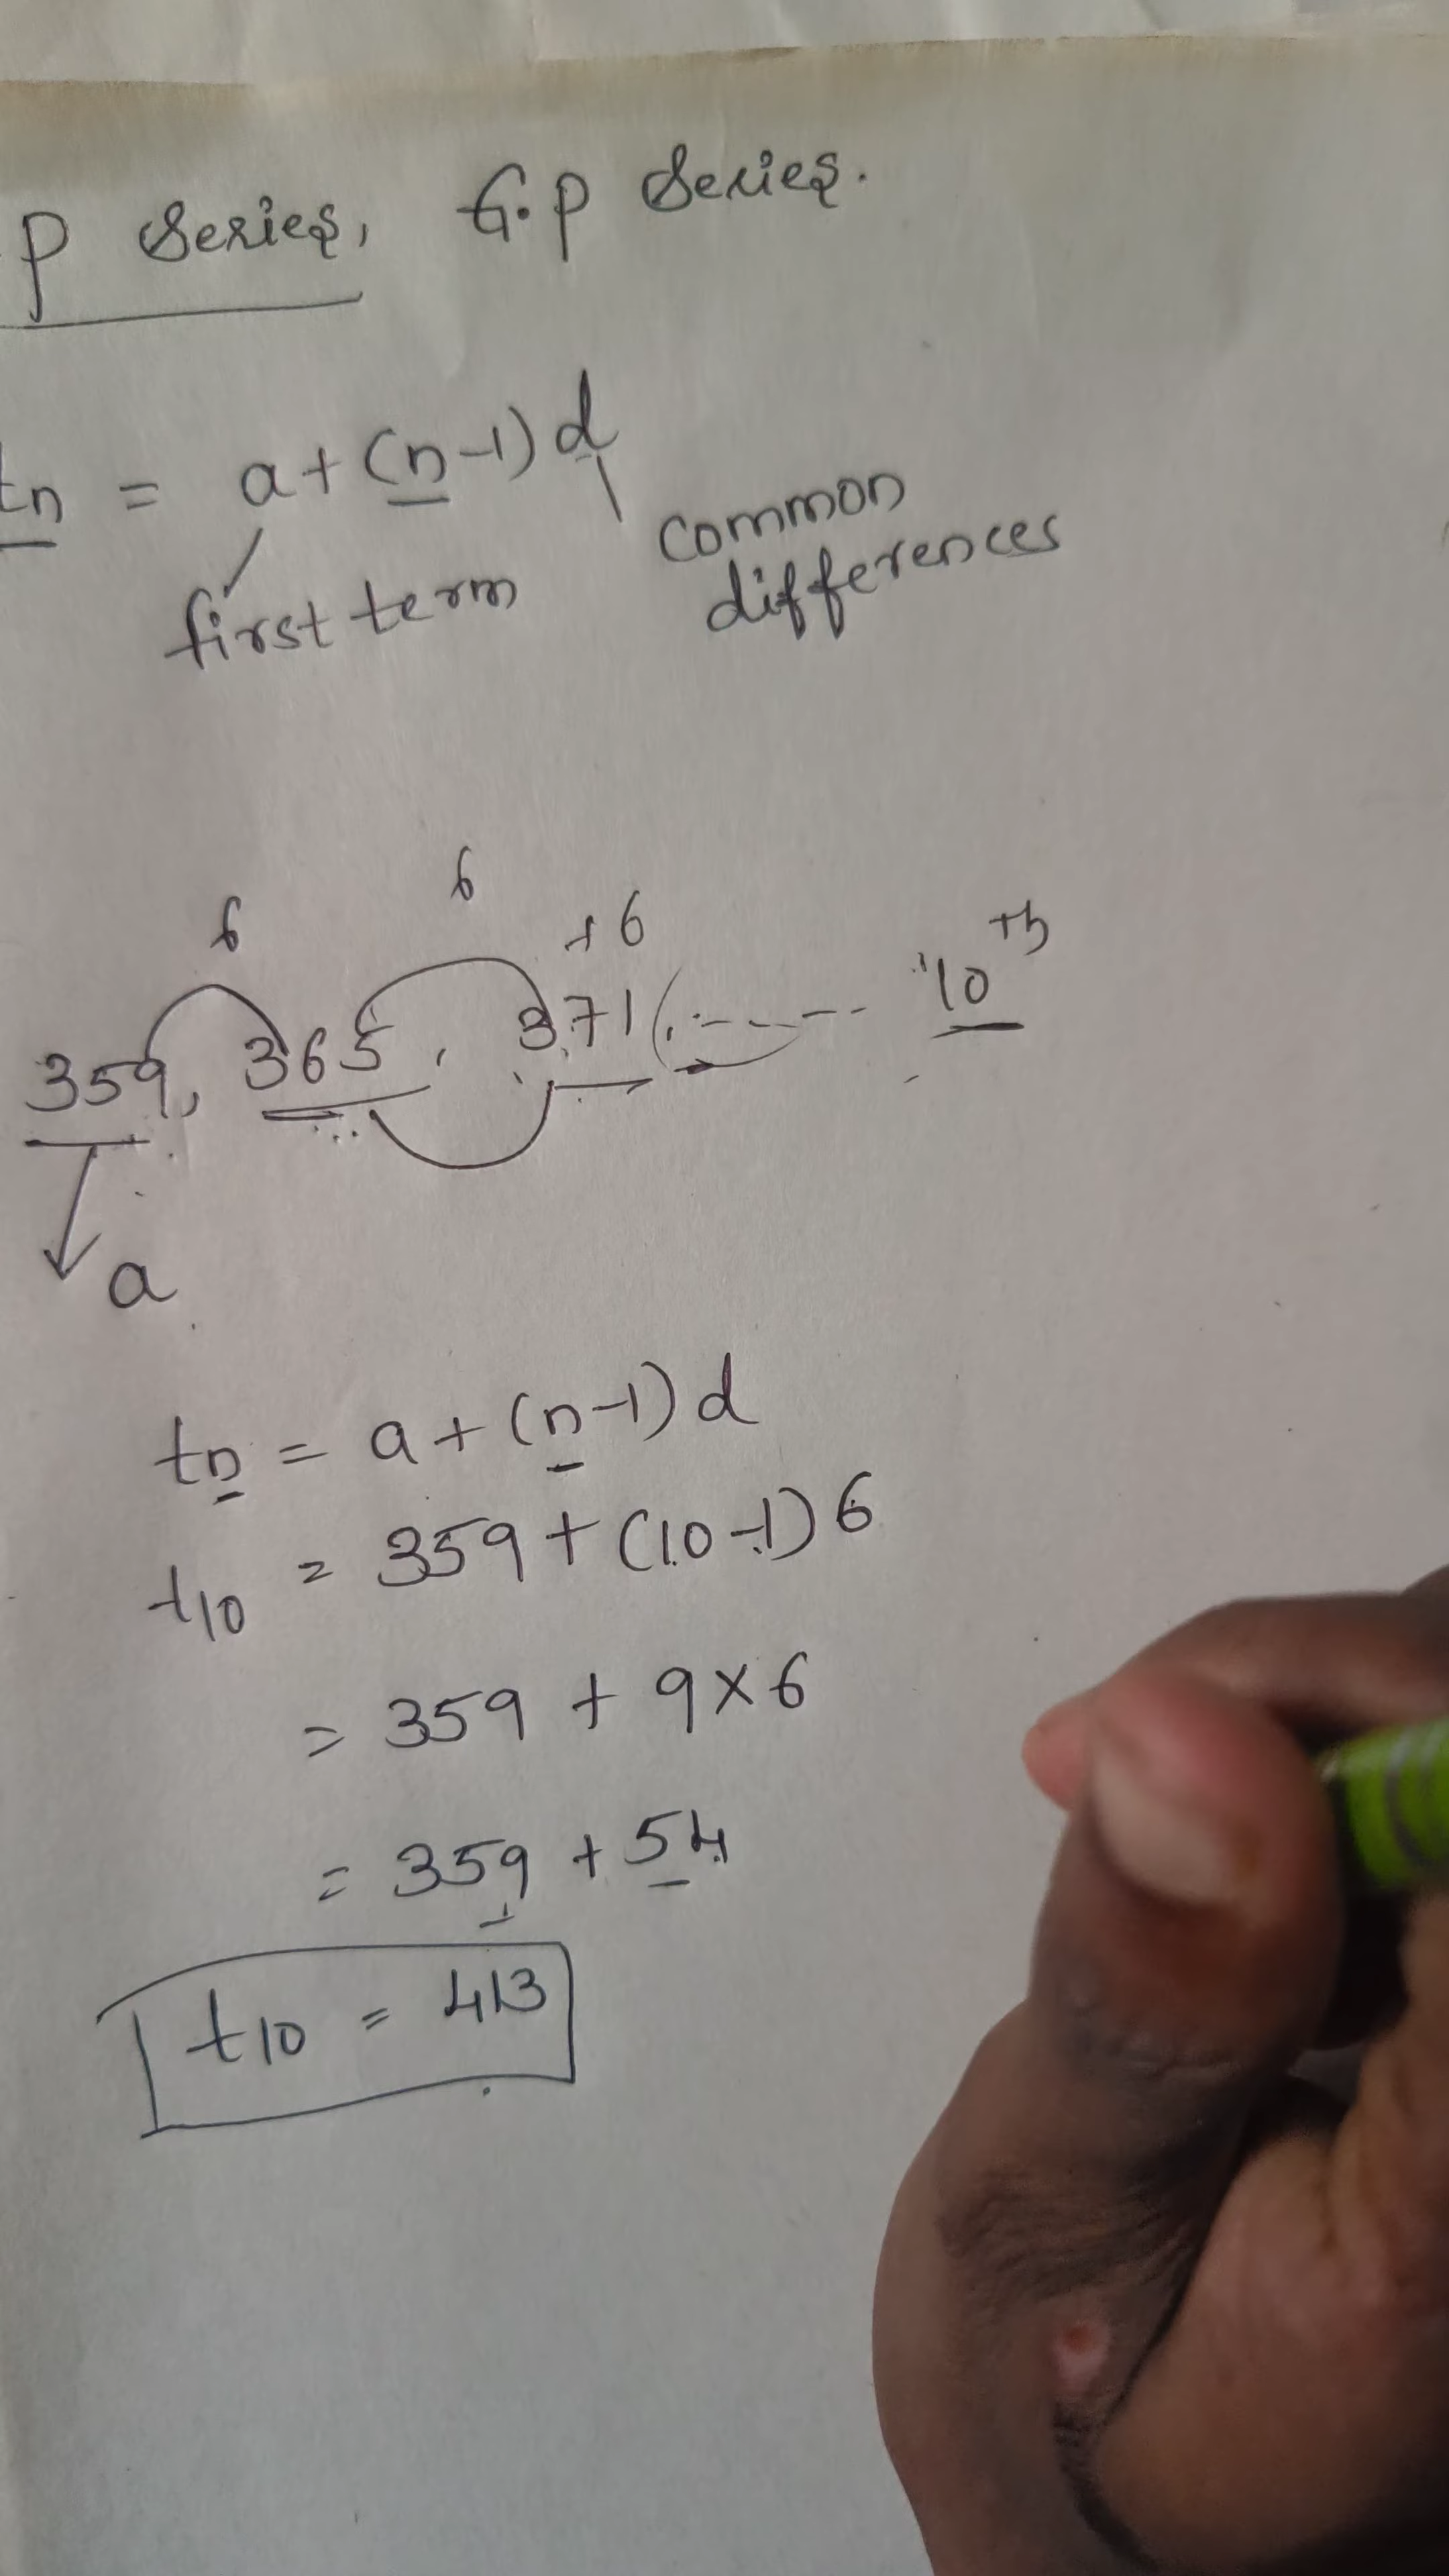 P Series, G.P Series.
tn = a + (n-1) d
first term
common
differences
6 6 +6
359, 365, 371, ------- 10th
a
tn = a + (n-1) d
t10 = 359 + (10-1) 6
= 359 + 9 × 6
= 359 + 54
t10 = 413